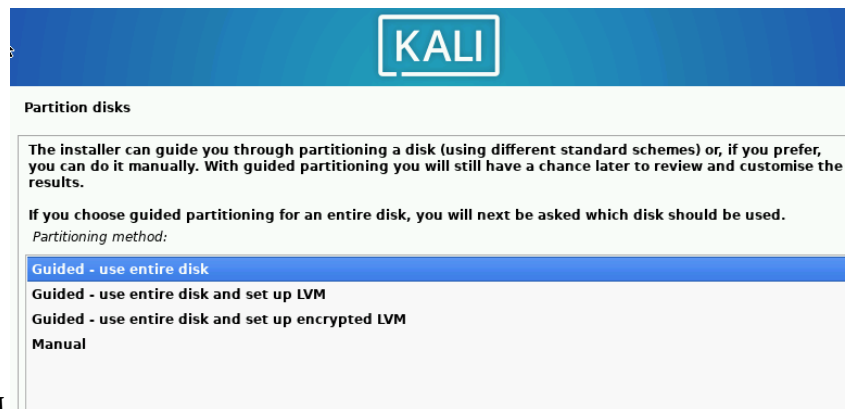 KALI
Partition disks
The installer can guide you through partitioning a disk (using different standard schemes) or, if you prefer,
you can do it manually. With guided partitioning you will still have a chance later to review and customise the
results.
If you choose guided partitioning for an entire disk, you will next be asked which disk should be used.
Partitioning method:
Guided - use entire disk
Guided - use entire disk and set up LVM
Guided - use entire disk and set up encrypted LVM
Manual